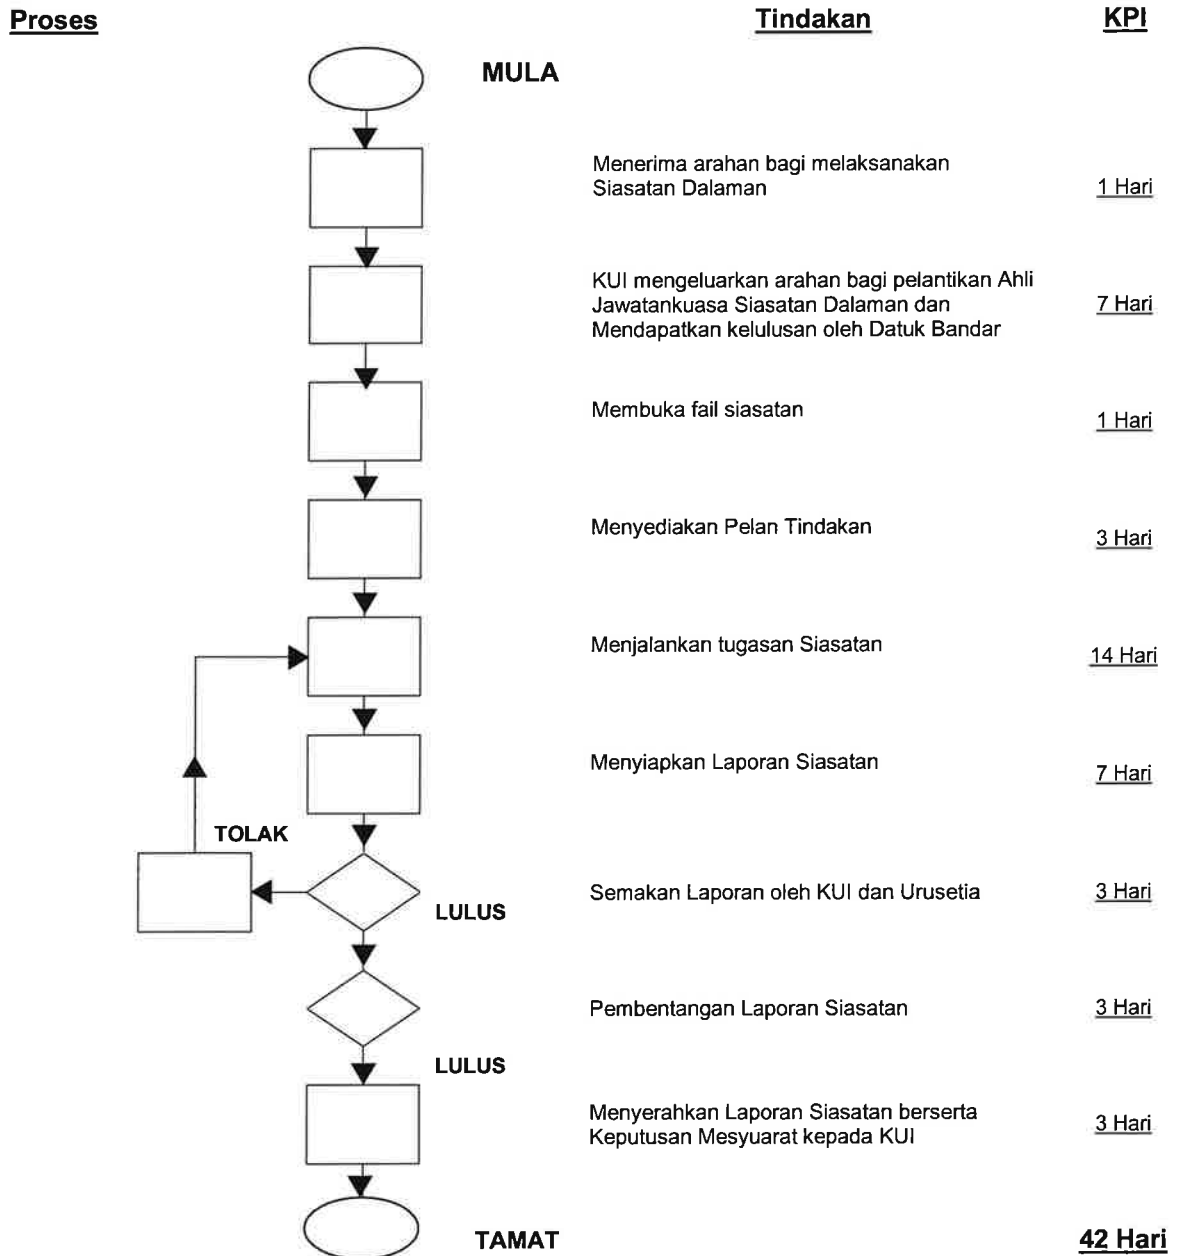 Proses Tindakan KPI
MULA
Menerima arahan bagi melaksanakan
Siasatan Dalaman 1 Hari
KUI mengeluarkan arahan bagi pelantikan Ahli
Jawatankuasa Siasatan Dalaman dan 7 Hari
Mendapatkan kelulusan oleh Datuk Bandar
Membuka fail siasatan 1 Hari
Menyediakan Pelan Tindakan 3 Hari
Menjalankan tugasan Siasatan 14 Hari
Menyiapkan Laporan Siasatan 7 Hari
TOLAK
Semakan Laporan oleh KUI dan Urusetia 3 Hari
LULUS
Pembentangan Laporan Siasatan 3 Hari
LULUS
Menyerahkan Laporan Siasatan berserta
Keputusan Mesyuarat kepada KUI 3 Hari
TAMAT 42 Hari